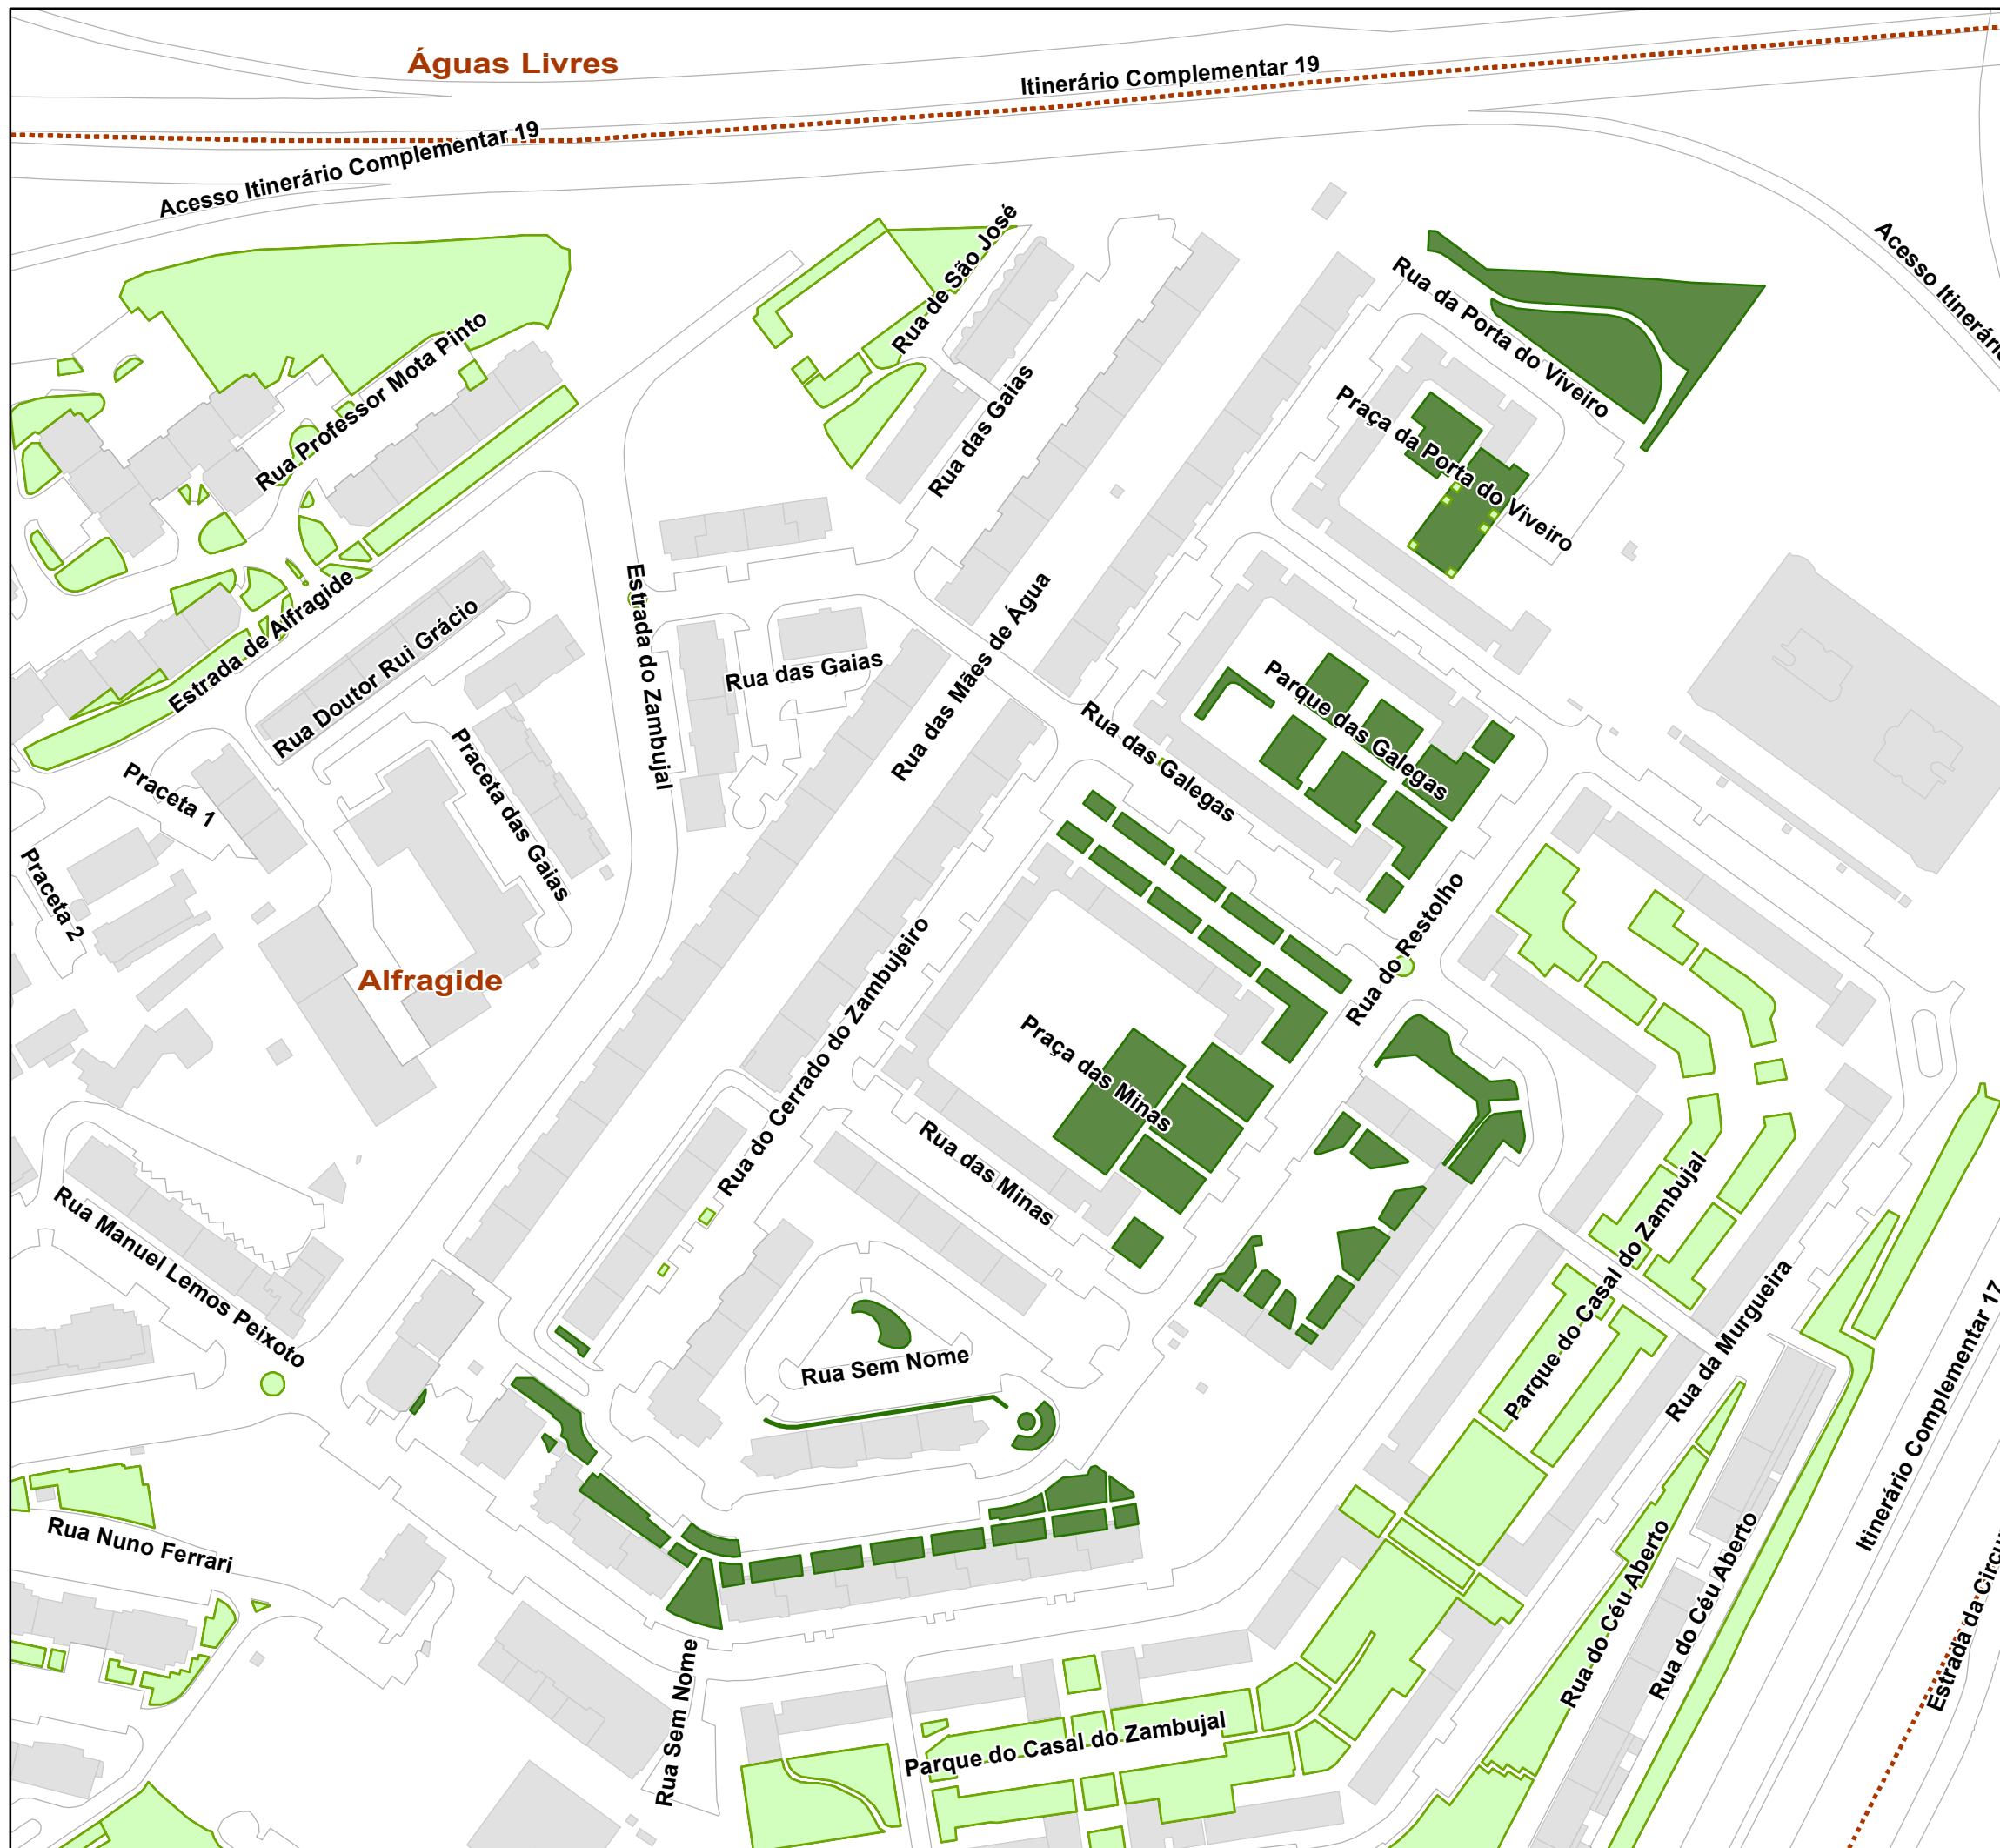 Águas Livres
Itinerário Complementar 19
Acesso Itinerário Complementar 19
Rua de São José
Acesso Itinerário
Rua da Porta do Viveiro
Rua Professor Mota Pinto
Rua das Gaias
Praça da Porta do Viveiro
Estrada de Alfragide
Rua Doutor Rui Grácio
Estrada do Zambujal
Rua das Gaias
Rua das Mães de Água
Parque das Galegas
Rua das Galegas
Praceta 1
Praceta das Gaias
Praceta 2
Alfragide
Rua do Restolho
Rua do Cerrado do Zambujeiro
Praça das Minas
Rua das Minas
Rua Manuel Lemos Peixoto
Rua Sem Nome
Parque do Casal do Zambujal
Rua da Murgueira
Itinerário Complementar 17
Rua Nuno Ferrari
Rua do Céu Aberto
Rua do Céu Aberto
Estrada da Circu
Rua Sem Nome
Parque do Casal do Zambujal